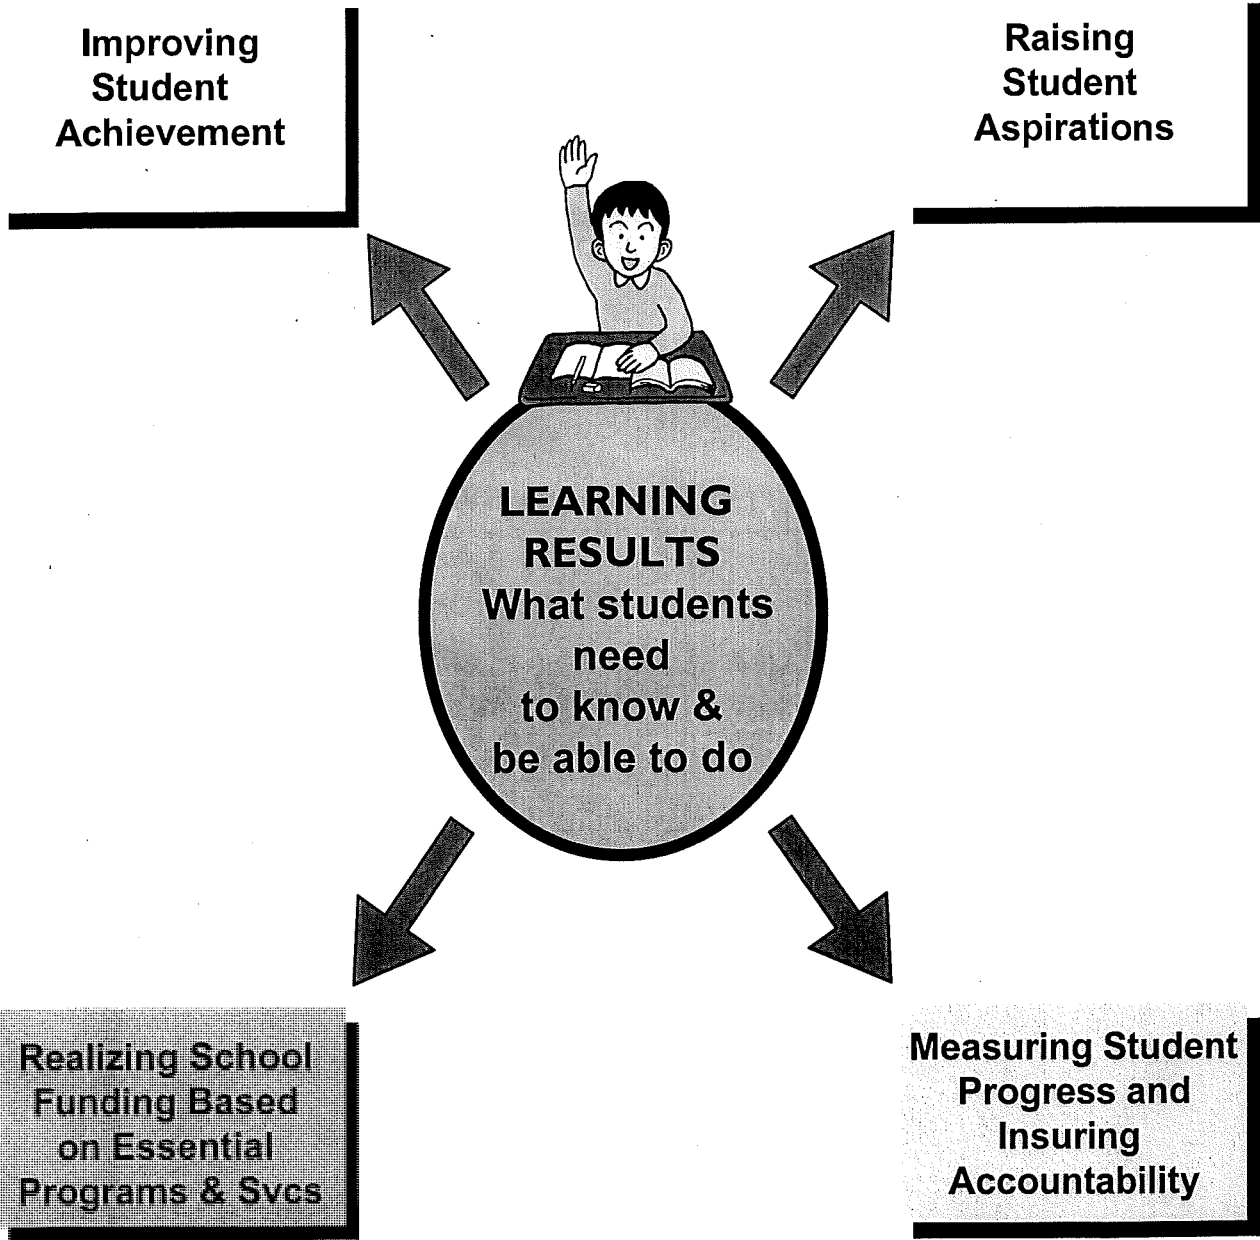 Improving
Student
Achievement
Raising
Student
Aspirations
LEARNING
RESULTS
What students
need
to know &
be able to do
Realizing School
Funding Based
on Essential
Programs & Svcs
Measuring Student
Progress and
Insuring
Accountability